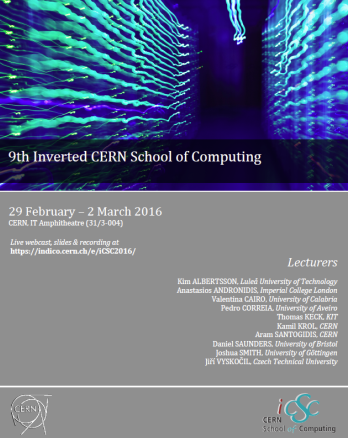 9th Inverted CERN School of Computing
29 February – 2 March 2016
CERN, IT Amphitheatre (31/3-004)
Live webcast, slides & recording at
https://indico.cern.ch/e/iCSC2016/
Lecturers
Kim ALBERTSSON, Luleå University of Technology
Anastasios ANDRONIDIS, Imperial College London
Valentina CAIRO, University of Calabria
Pedro CORREIA, University of Aveiro
Thomas KECK, KIT
Kamil KROL, CERN
Aram SANTOGIDIS, CERN
Daniel SAUNDERS, University of Bristol
Joshua SMITH, University of Göttingen
Jiří VYSKOČIL, Czech Technical University
CERN
iCSC
CERN
School of Computing